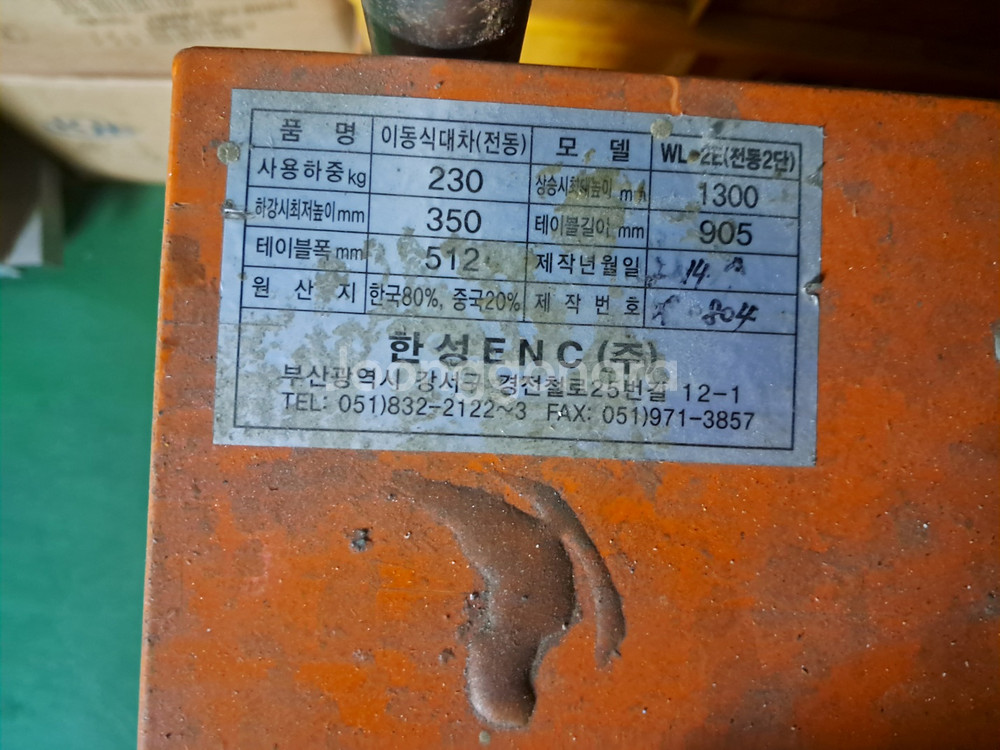 품 명 이동식대차(전동) 모 델 WL-2E(전동2단)
사용하중 kg 230 상승시최대높이 mm 1300
하강시최저높이 mm 350 테이블길이 mm 905
테이블폭 mm 512 제작년월일 14
원 산 지 한국80%, 중국20% 제 작 번 호 804
한 성 E N C (주)
부산광역시 강서구 경전철로25번길 12-1
TEL: 051)832-2122~3 FAX: 051)971-3857